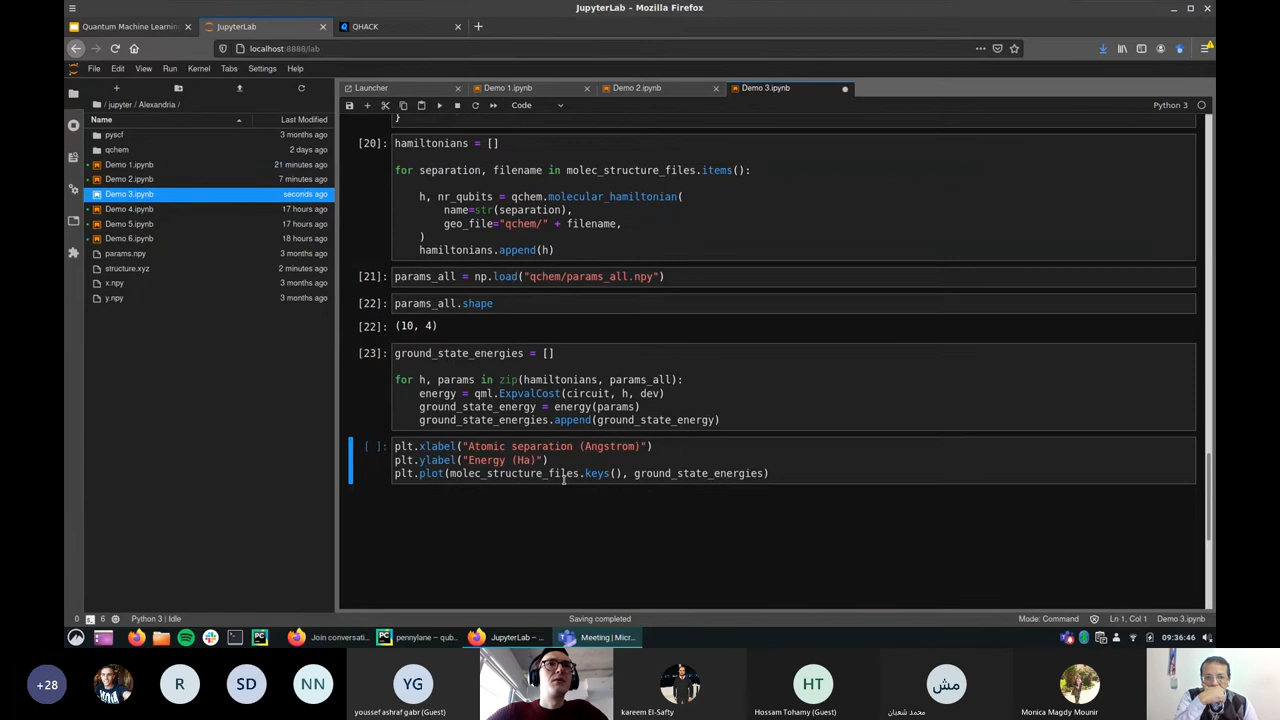 JupyterLab - Mozilla Firefox
Quantum Machine Learning
JupyterLab
QHACK
localhost:8888/lab
File Edit View Run Kernel Tabs Settings Help
Launcher
Demo 1.ipynb
Demo 2.ipynb
Demo 3.ipynb
Code
Python 3
/ jupyter / Alexandria /
Name Last Modified
pyscf 3 months ago
qchem 2 days ago
Demo 1.ipynb 21 minutes ago
Demo 2.ipynb 7 minutes ago
Demo 3.ipynb seconds ago
Demo 4.ipynb 17 hours ago
Demo 5.ipynb 17 hours ago
Demo 6.ipynb 18 hours ago
params.npy 3 months ago
structure.xyz 2 minutes ago
x.npy 3 months ago
y.npy 3 months ago
}
[20]: hamiltonians = []
for separation, filename in molec_structure_files.items():
h, nr_qubits = qchem.molecular_hamiltonian(
name=str(separation),
geo_file="qchem/" + filename,
)
hamiltonians.append(h)
[21]: params_all = np.load("qchem/params_all.npy")
[22]: params_all.shape
[22]: (10, 4)
[23]: ground_state_energies = []
for h, params in zip(hamiltonians, params_all):
energy = qml.ExpvalCost(circuit, h, dev)
ground_state_energy = energy(params)
ground_state_energies.append(ground_state_energy)
[ ]: plt.xlabel("Atomic separation (Angstrom)")
plt.ylabel("Energy (Ha)")
plt.plot(molec_structure_files.keys(), ground_state_energies)
0 6 Python 3 | Idle Saving completed Mode: Command Ln 1, Col 1 Demo 3.ipynb
Join conversati... pennylane – qub... JupyterLab – ... Meeting | Micr... 09:36:46
+28
R
SD
NN
YG
HT
مش
youssef ashraf gabr (Guest)
kareem El-Safty
Hossam Tohamy (Guest)
محمد شعبان
Monica Magdy Mounir